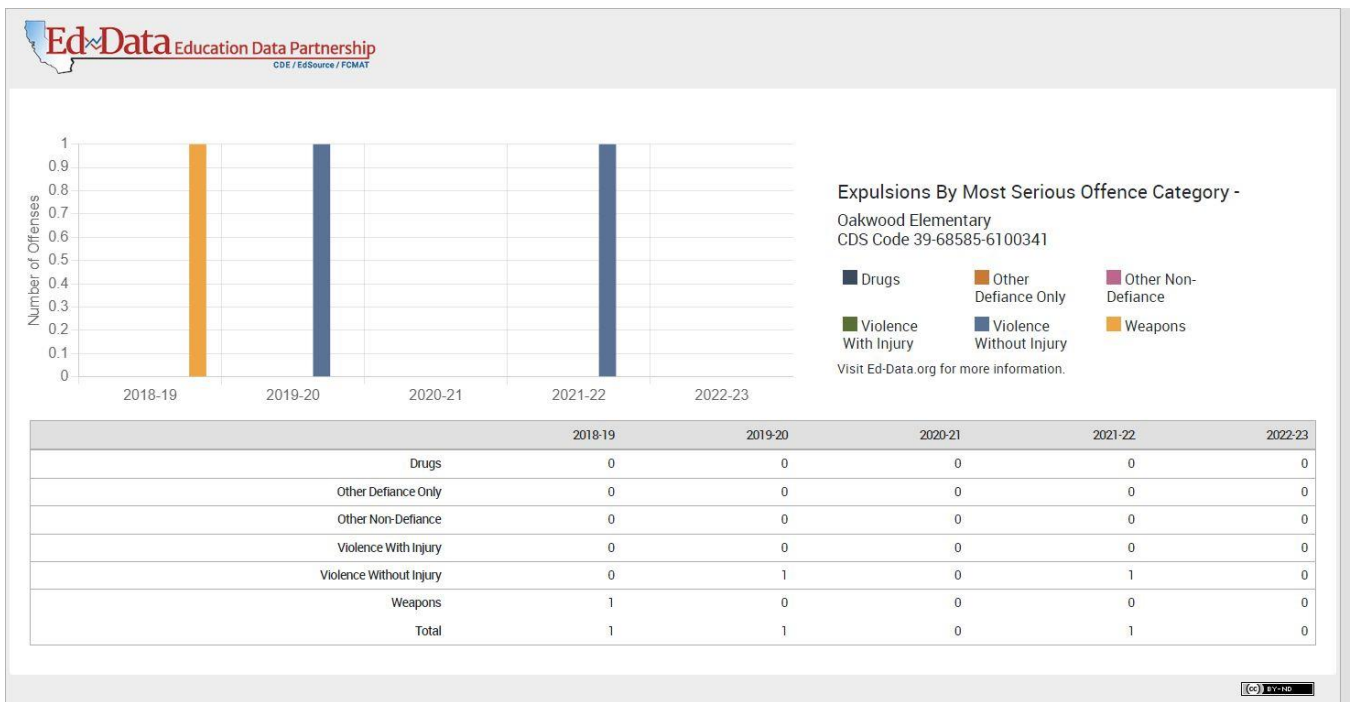 Ed Data Education Data Partnership
CDE / EdSource / FCMAT
1
0.9
0.8
0.7
0.6
0.5
0.4
0.3
0.2
0.1
0
Number of Offenses
2018-19 2019-20 2020-21 2021-22 2022-23
Expulsions By Most Serious Offence Category -
Oakwood Elementary
CDS Code 39-68585-6100341
Drugs
Other
Defiance Only
Other Non-
Defiance
Violence
With Injury
Violence
Without Injury
Weapons
Visit Ed-Data.org for more information.
2018-19 2019-20 2020-21 2021-22 2022-23
Drugs 0 0 0 0 0
Other Defiance Only 0 0 0 0 0
Other Non-Defiance 0 0 0 0 0
Violence With Injury 0 0 0 0 0
Violence Without Injury 0 1 0 1 0
Weapons 1 0 0 0 0
Total 1 1 0 1 0
(cc) BY-ND